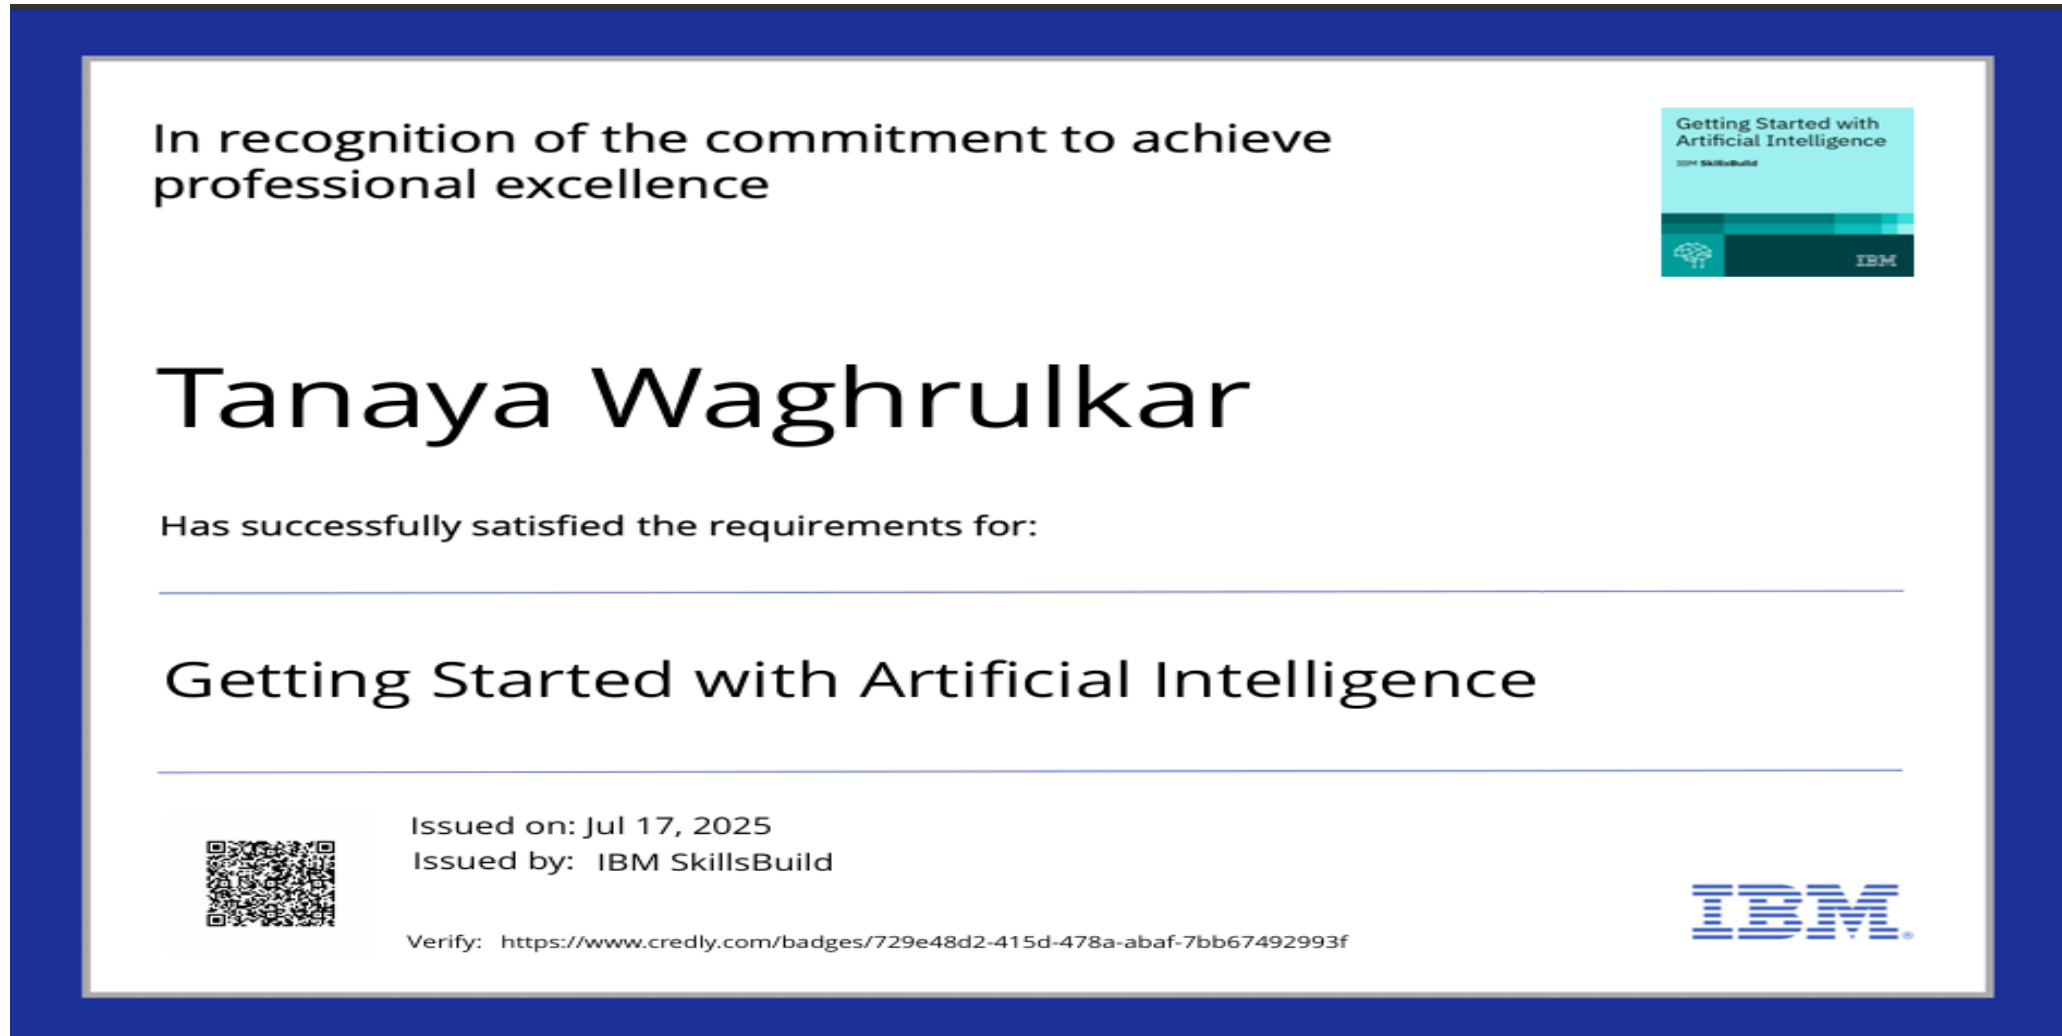 In recognition of the commitment to achieve
professional excellence
Getting Started with
Artificial Intelligence
IBM SkillsBuild
IBM
Tanaya Waghrulkar
Has successfully satisfied the requirements for:
Getting Started with Artificial Intelligence
Issued on: Jul 17, 2025
Issued by: IBM SkillsBuild
Verify: https://www.credly.com/badges/729e48d2-415d-478a-abaf-7bb67492993f
IBM®